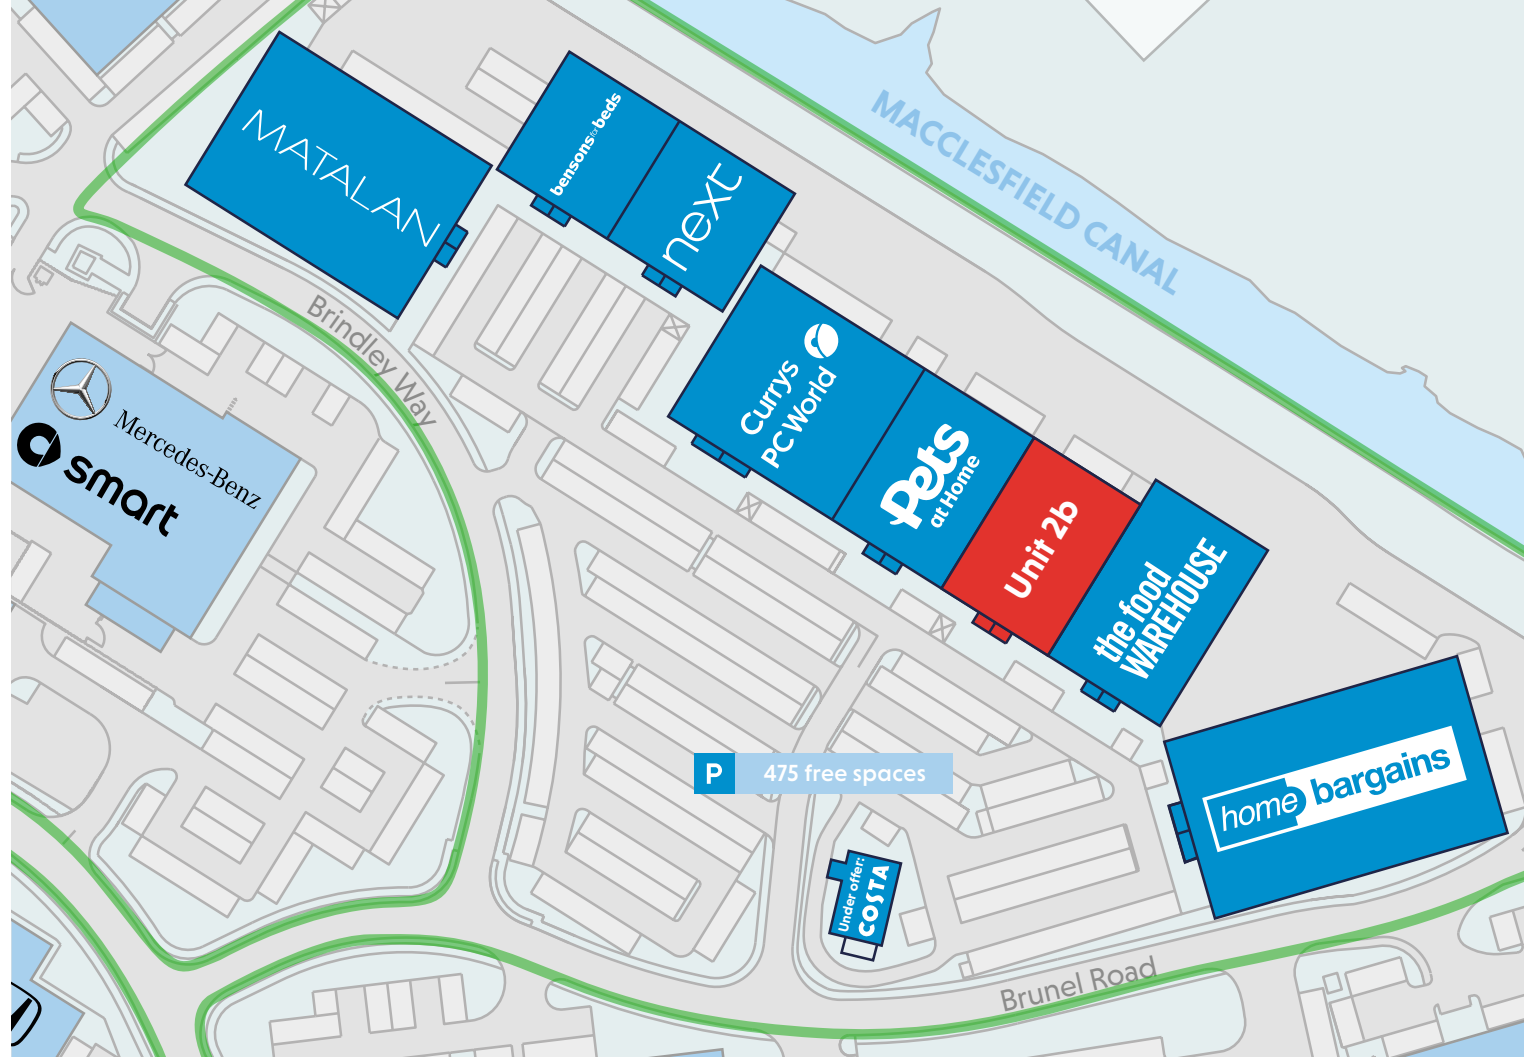 MACCLESFIELD CANAL
MATALAN
bensons for beds
next
Brindley Way
Currys
PC World
Pets
at Home
Unit 2b
the food
WAREHOUSE
Mercedes-Benz
smart
P 475 free spaces
home bargains
Under offer:
COSTA
Brunel Road